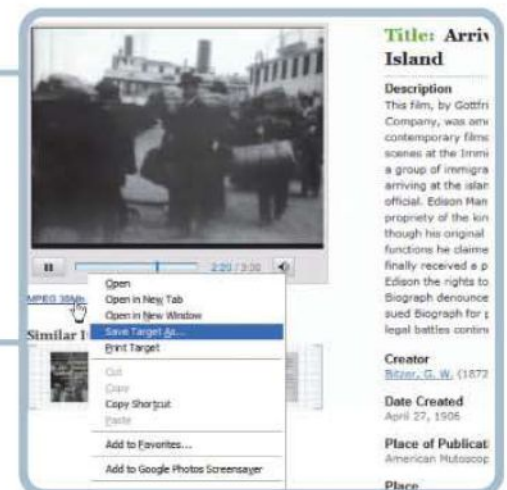 Title: Arriv
Island
Description
This film, by Gottfri
Company, was amo
contemporary films
scenes at the Immi
a group of immigra
arriving at the islan
official. Edison Man
propriety of the kin
though his original
functions he claime
finally received a p
Edison the rights to
Biograph denounce
sued Biograph for p
legal battles contin
Creator
Bitzer, G. W. (1872
Date Created
April 27, 1906
Place of Publicat
American Mutoscop
Place
2:20 / 3:30
MPEG 38Mb
Similar I
Open
Open in New Tab
Open in New Window
Save Target As...
Print Target
Cut
Copy
Copy Shortcut
Paste
Add to Favorites...
Add to Google Photos Screensaver